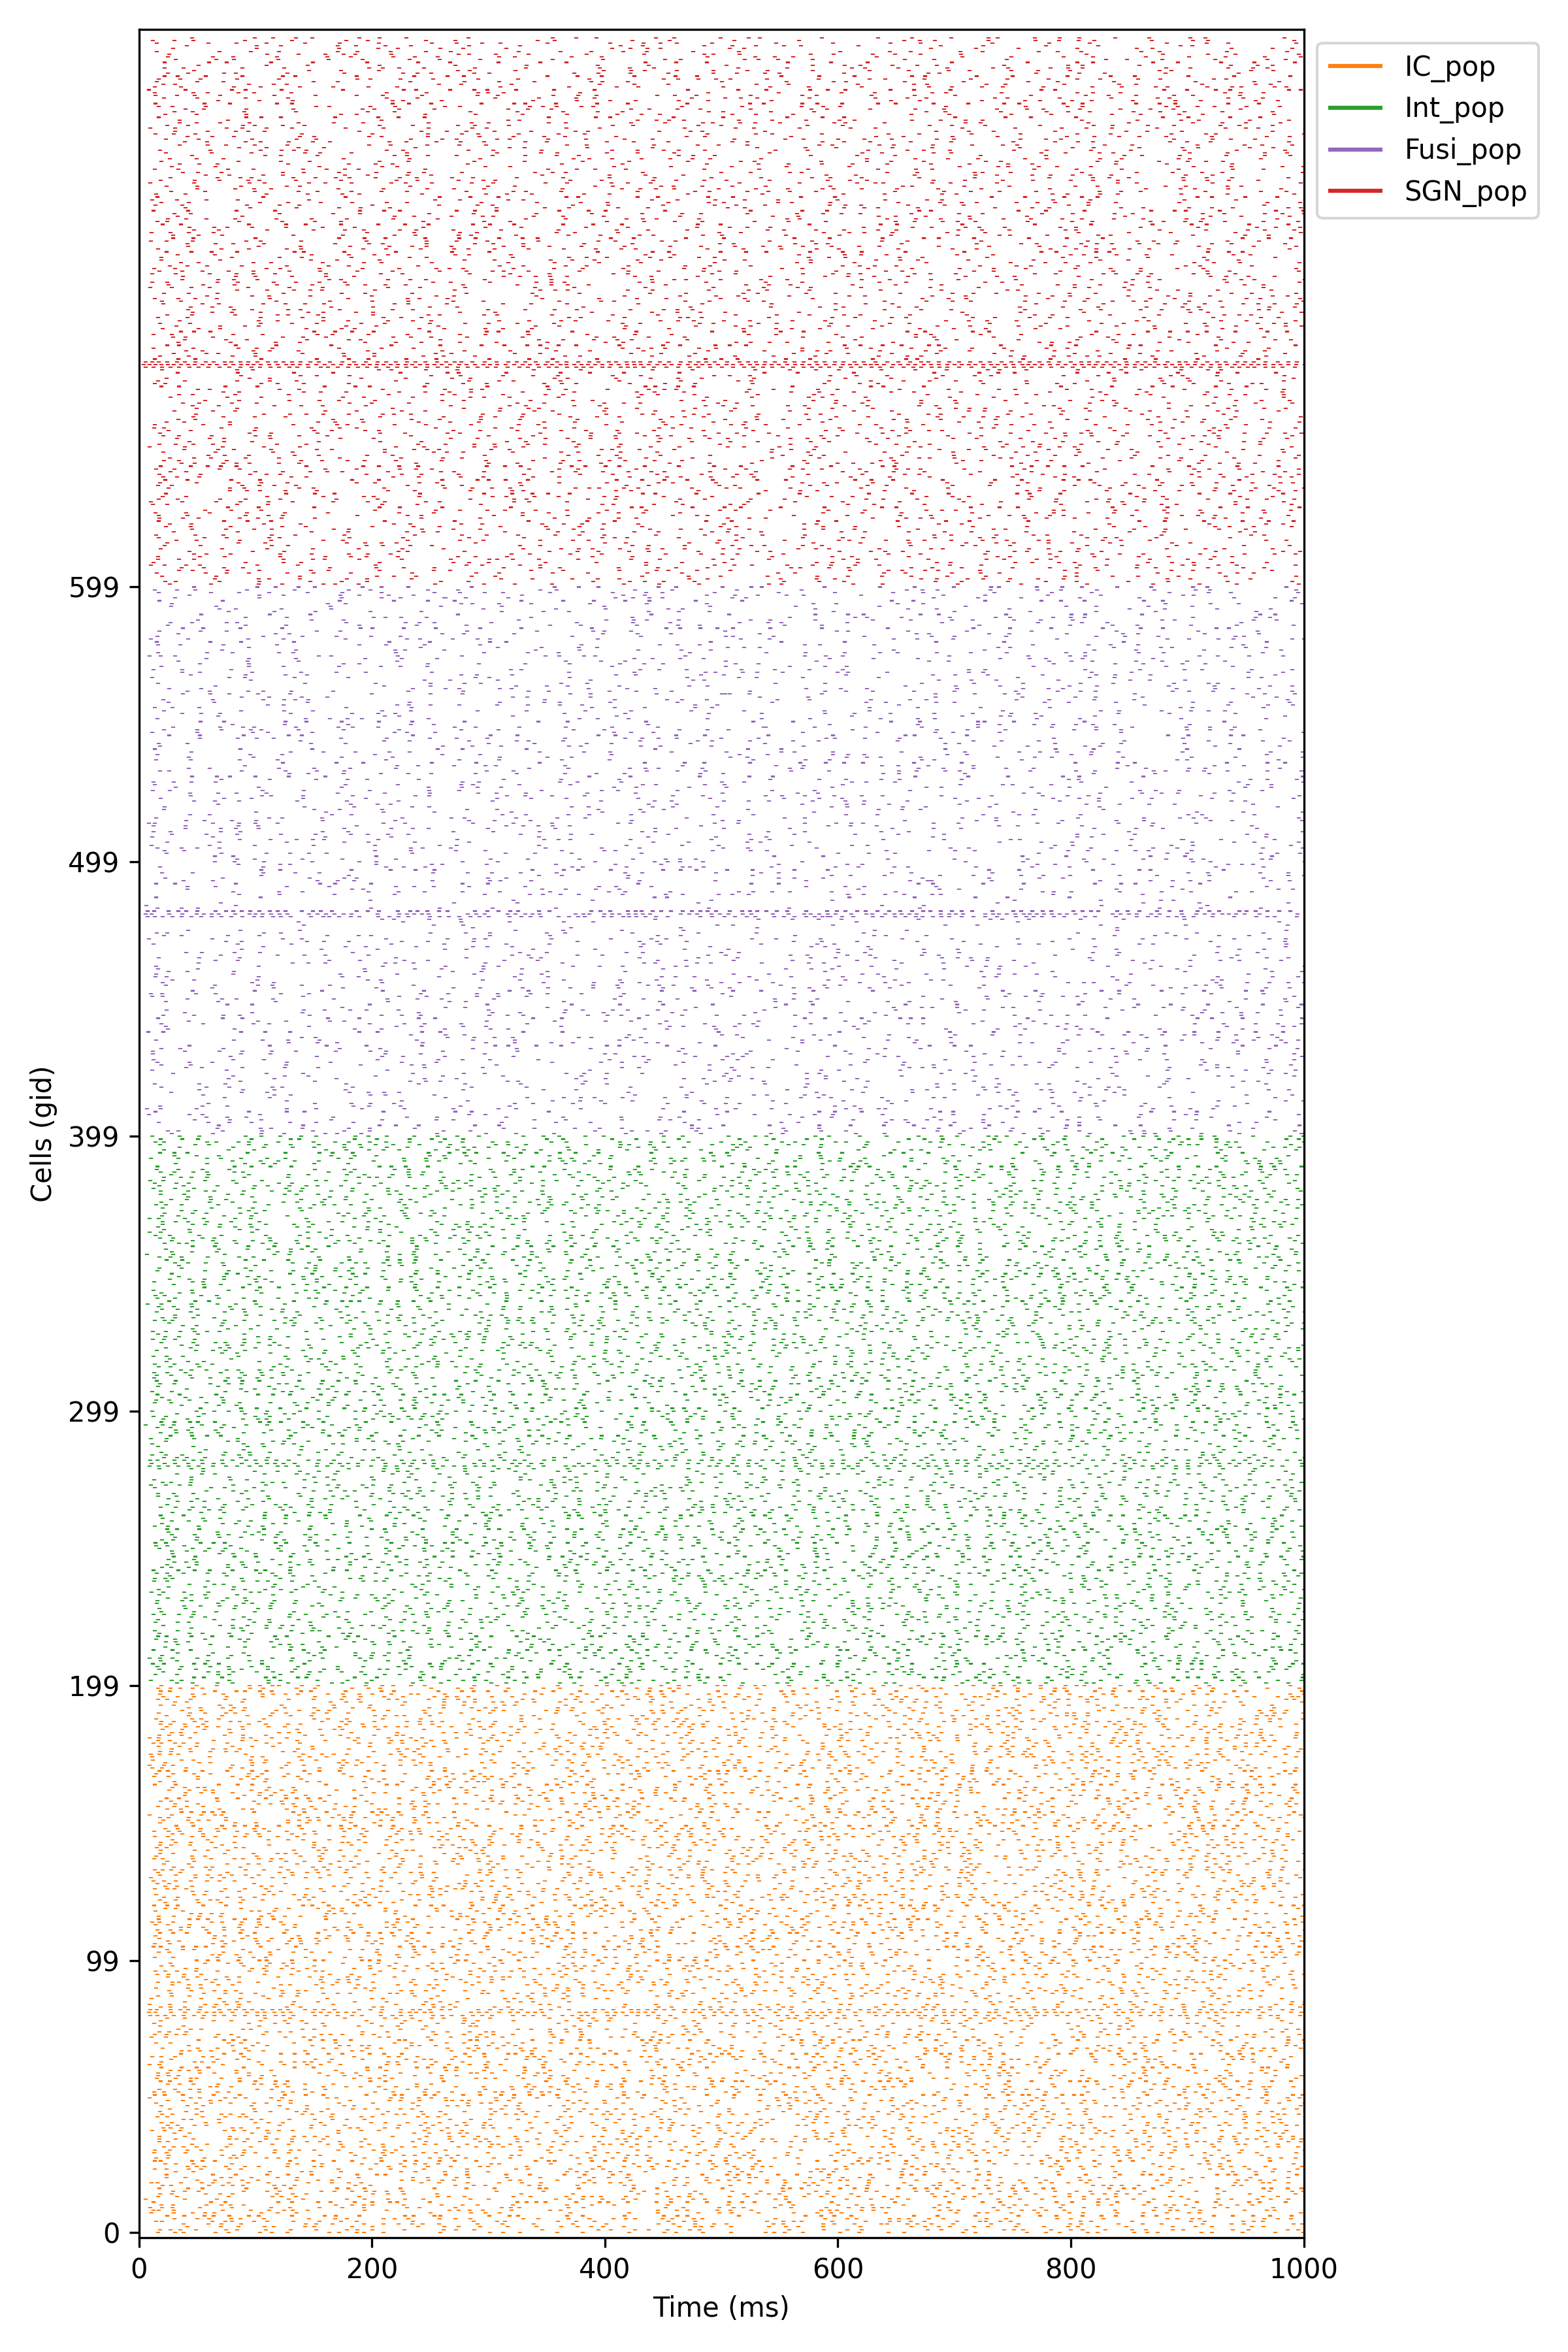 IC_pop
Int_pop
Fusi_pop
SGN_pop
599
499
399
299
199
99
0
Cells (gid)
0 200 400 600 800 1000
Time (ms)